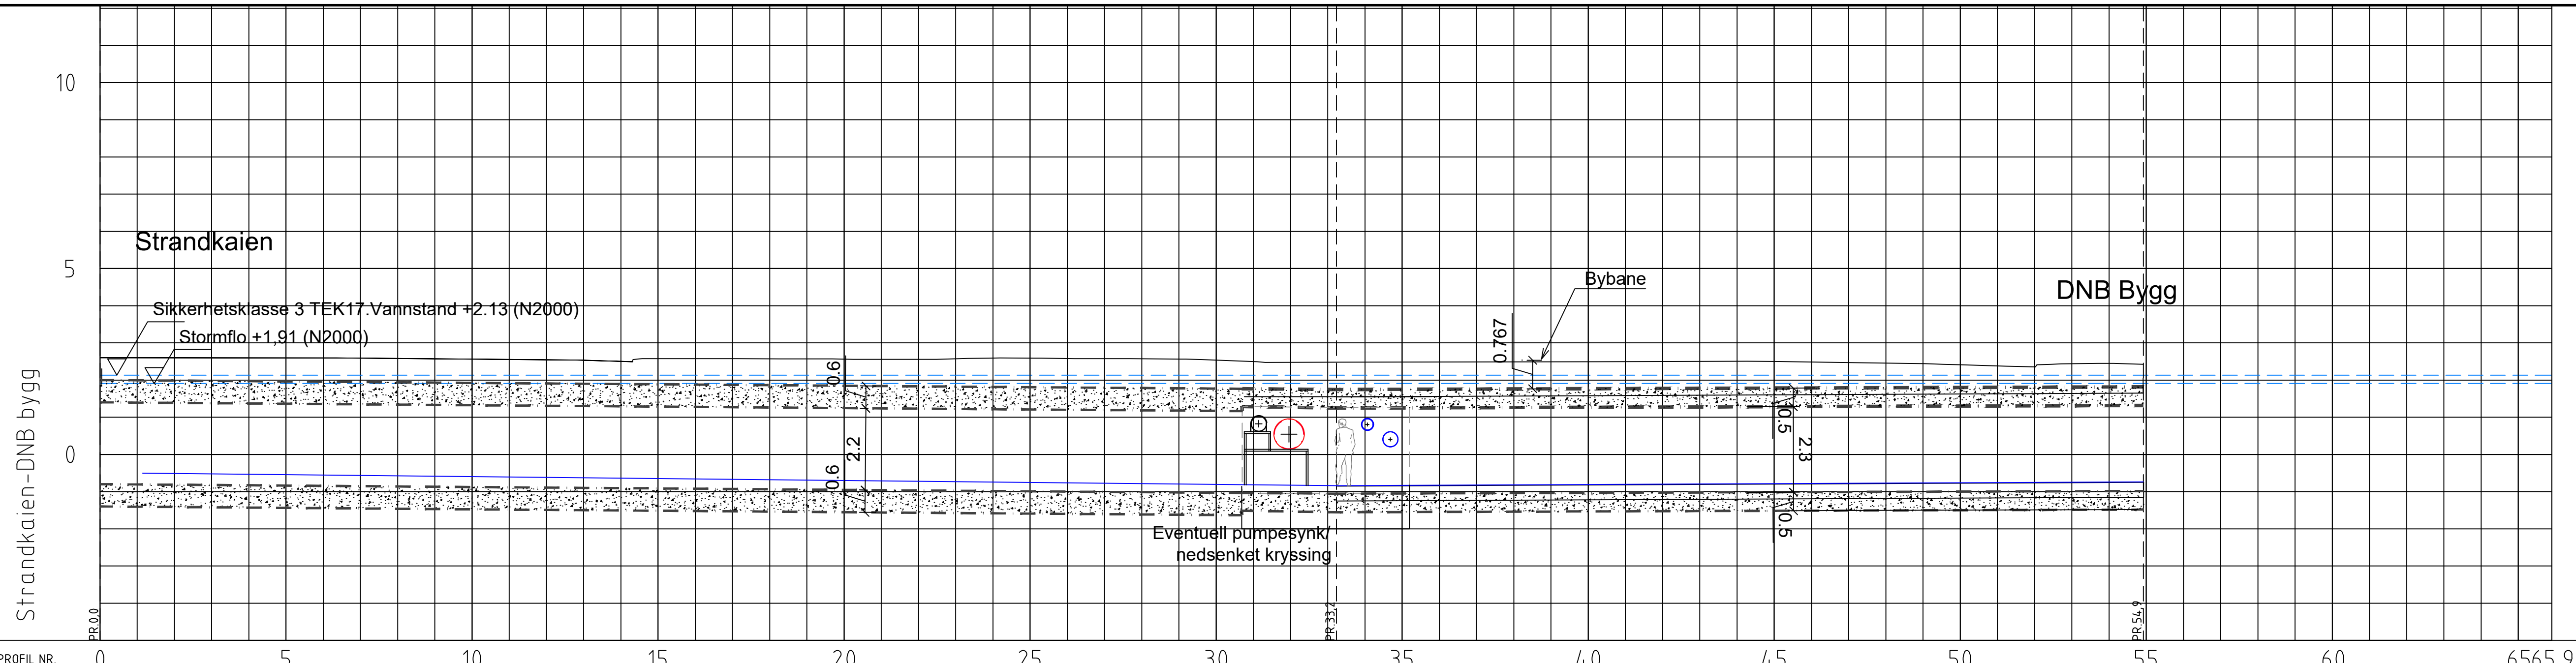 10
5
0
Strandkaien-DNB bygg
Strandkaien
Sikkerhetsklasse 3 TEK17.Vannstand +2.13 (N2000)
Stormflo +1,91 (N2000)
0.6
2.2
0.6
Eventuell pumpesynk/
nedsenket kryssing
0.767
Bybane
DNB Bygg
0.5
2.3
0.5
PR.0.0
PR.33.2
PR.54.9
PROFIL NR.
0 5 10 15 20 25 30 35 40 45 50 55 60 65 65.9